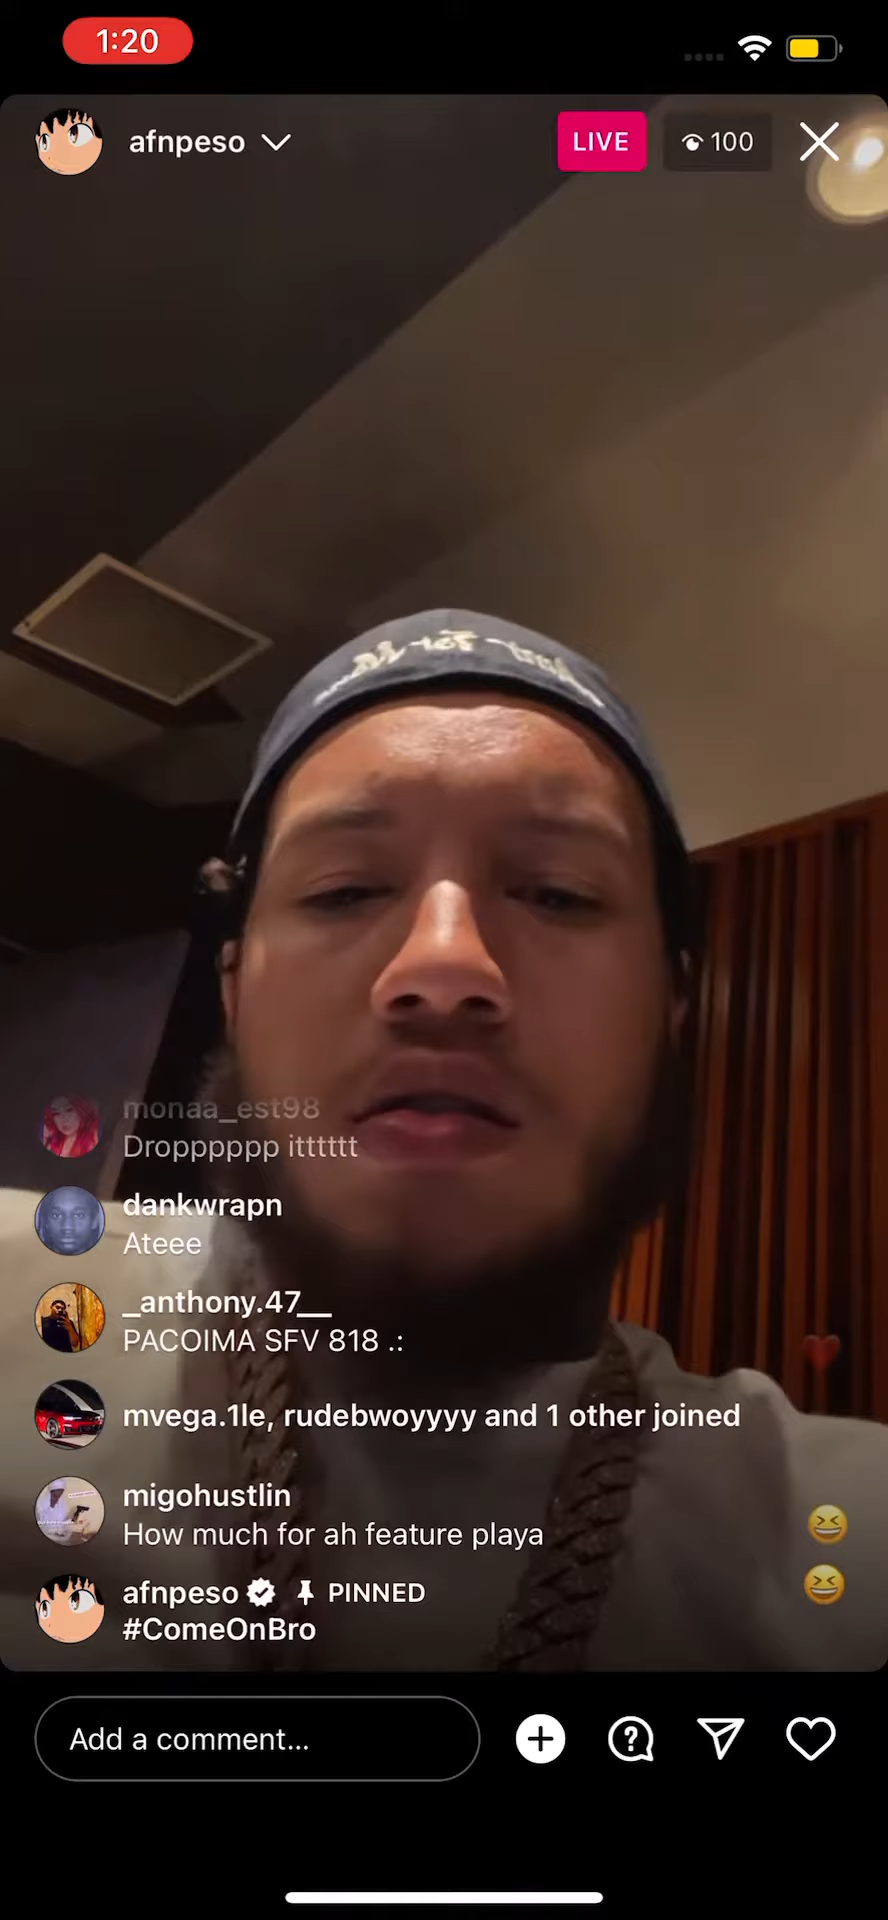 1:20
afnpeso
LIVE
100
monaa_est98
Dropppppp itttttt
dankwrapn
Ateee
_anthony.47__
PACOIMA SFV 818 .:
mvega.1le, rudebwoyyyy and 1 other joined
migohustlin
How much for ah feature playa
afnpeso PINNED
#ComeOnBro
Add a comment...